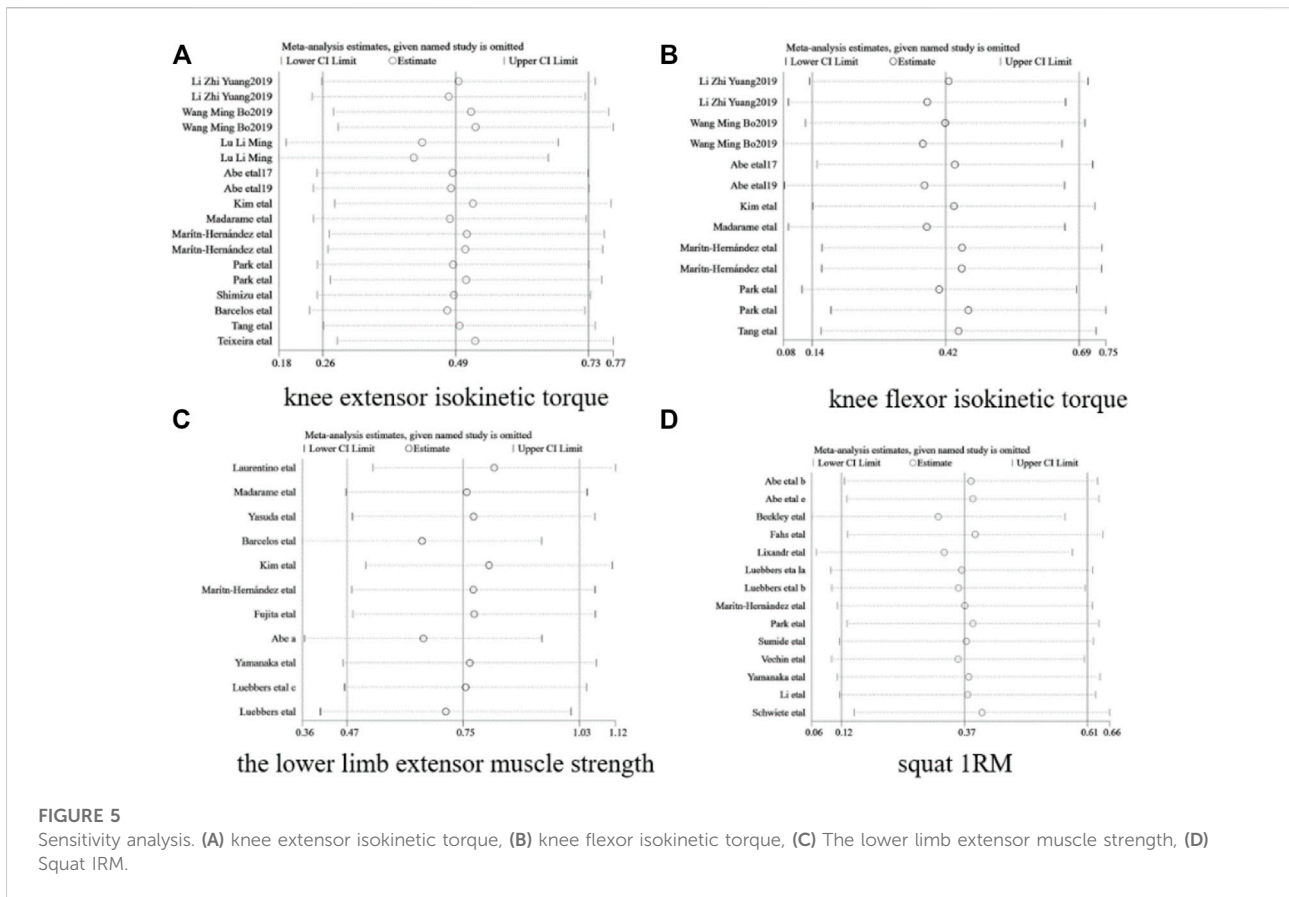 A
Meta-analysis estimates, given named study is omitted
| Lower CI Limit ○Estimate | Upper CI Limit
Li Zhi Yuang2019
Li Zhi Yuang2019
Wang Ming Bo2019
Wang Ming Bo2019
Lu Li Ming
Lu Li Ming
Abe etal17
Abe etal19
Kim etal
Madarame etal
Maritn-Hernández etal
Maritn-Hernández etal
Park etal
Park etal
Shimizu etal
Barcelos etal
Tang etal
Teixeira etal
0.18 0.26 0.49 0.73 0.77
knee extensor isokinetic torque
B
Meta-analysis estimates, given named study is omitted
| Lower CI Limit ○Estimate | Upper CI Limit
Li Zhi Yuang2019
Li Zhi Yuang2019
Wang Ming Bo2019
Wang Ming Bo2019
Abe etal17
Abe etal19
Kim etal
Madarame etal
Maritn-Hernández etal
Maritn-Hernández etal
Park etal
Park etal
Tang etal
0.08 0.14 0.42 0.69 0.75
knee flexor isokinetic torque
C
Meta-analysis estimates, given named study is omitted
| Lower CI Limit ○Estimate | Upper CI Limit
Laurentino etal
Madarame etal
Yasuda etal
Barcelos etal
Kim etal
Maritn-Hernández etal
Fujita etal
Abe a
Yamanaka etal
Luebbers etal c
Luebbers etal
0.36 0.47 0.75 1.03 1.12
the lower limb extensor muscle strength
D
Meta-analysis estimates, given named study is omitted
| Lower CI Limit ○Estimate | Upper CI Limit
Abe etal b
Abe etal e
Beckley etal
Fahs etal
Lixandr etal
Luebbers eta la
Luebbers etal b
Maritn-Hernández etal
Park etal
Sumide etal
Vechin etal
Yamanaka etal
Li etal
Schwiete etal
0.06 0.12 0.37 0.61 0.66
squat 1RM
FIGURE 5
Sensitivity analysis. (A) knee extensor isokinetic torque, (B) knee flexor isokinetic torque, (C) The lower limb extensor muscle strength, (D)
Squat IRM.